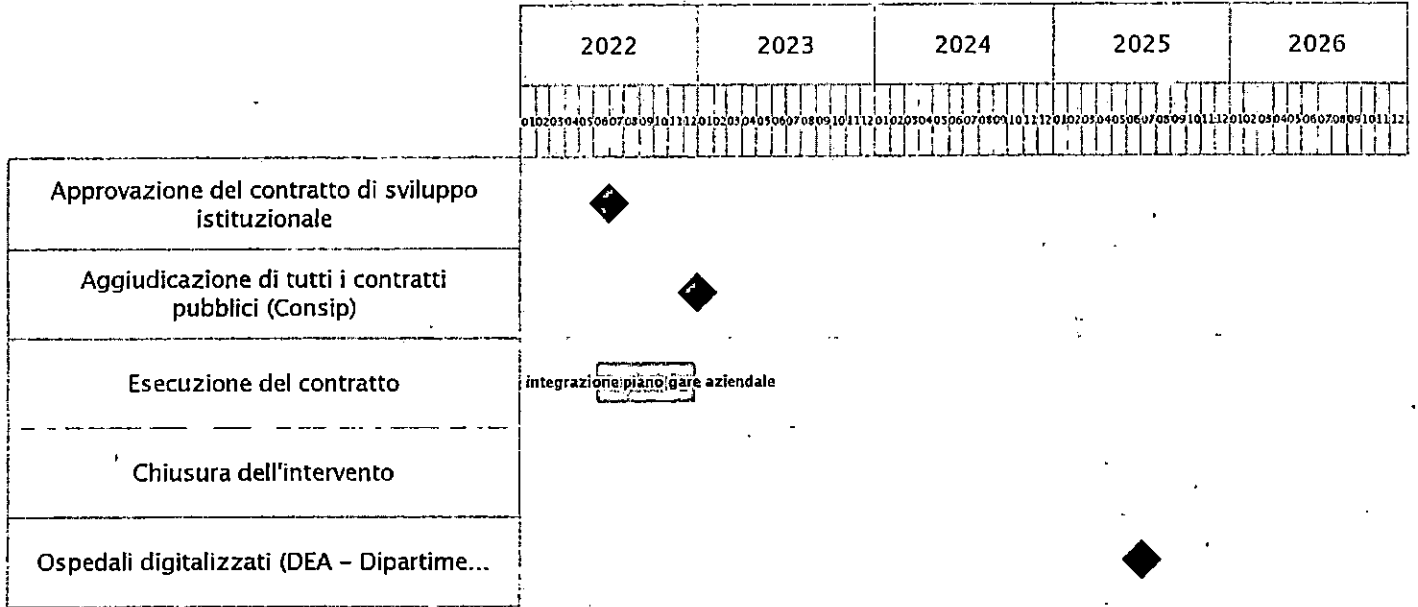 2022 2023 2024 2025 2026
01 02 03 04 05 06 07 08 09 10 11 12 01 02 03 04 05 06 07 08 09 10 11 12 01 02 03 04 05 06 07 08 09 10 11 12 01 02 03 04 05 06 07 08 09 10 11 12 01 02 03 04 05 06 07 08 09 10 11 12
Approvazione del contratto di sviluppo
istituzionale
Aggiudicazione di tutti i contratti
pubblici (Consip)
Esecuzione del contratto
integrazione piano gare aziendale
Chiusura dell'intervento
Ospedali digitalizzati (DEA – Dipartime...